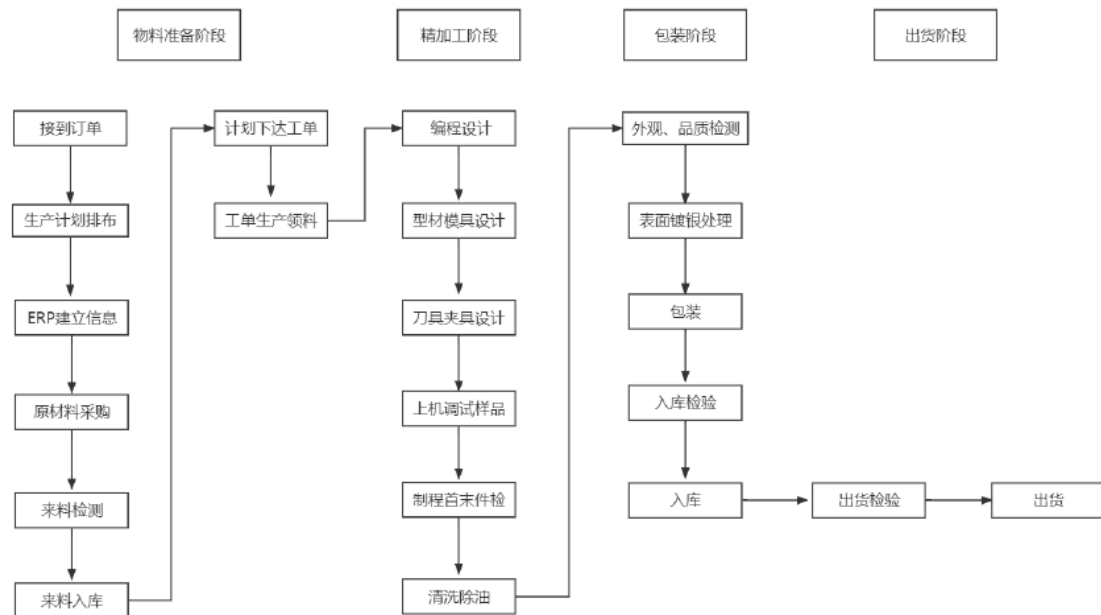 物料准备阶段
精加工阶段
包装阶段
出货阶段
接到订单
生产计划排布
ERP建立信息
原材料采购
来料检测
来料入库
计划下达工单
工单生产领料
编程设计
型材模具设计
刀具夹具设计
上机调试样品
制程首末件检
清洗除油
外观、品质检测
表面镀银处理
包装
入库检验
入库
出货检验
出货